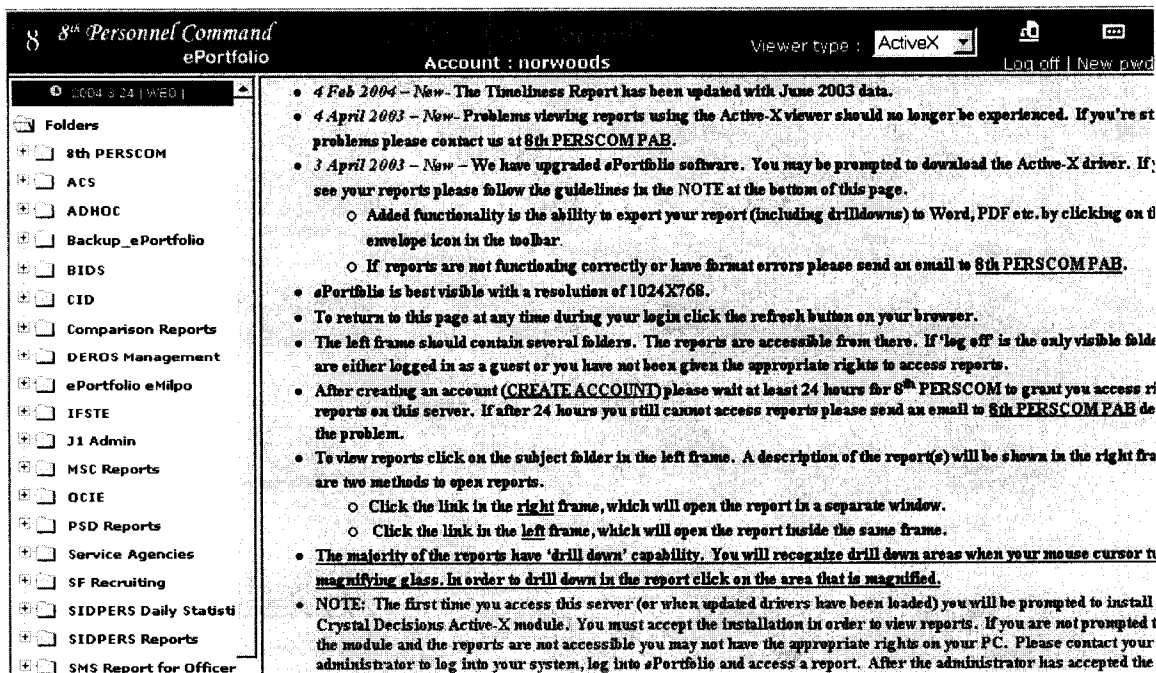 8 8th Personnel Command
ePortfolio
Account : norwoods
Viewer type : ActiveX
Log off | New pwd
2004 3 24 | WED |
Folders
8th PERSCOM
ACS
ADHOC
Backup_ePortfolio
BIDS
CID
Comparison Reports
DEROS Management
ePortfolio eMilpo
IFSTE
J1 Admin
MSC Reports
OCIE
PSD Reports
Service Agencies
SF Recruiting
SIDPERS Daily Statisti
SIDPERS Reports
SMS Report for Officer
• 4 Feb 2004 – New- The Timeliness Report has been updated with June 2003 data.
• 4 April 2003 – New- Problems viewing reports using the Active-X viewer should no longer be experienced. If you're st
problems please contact us at 8th PERSCOM PAB.
• 3 April 2003 – New – We have upgraded ePortfolio software. You may be prompted to download the Active-X driver. If y
see your reports please follow the guidelines in the NOTE at the bottom of this page.
o Added functionality is the ability to export your report (including drilldowns) to Word, PDF etc. by clicking on th
envelope icon in the toolbar.
o If reports are not functioning correctly or have format errors please send an email to 8th PERSCOM PAB.
• ePortfolio is best visible with a resolution of 1024X768.
• To return to this page at any time during your login click the refresh button on your browser.
• The left frame should contain several folders. The reports are accessible from there. If 'log off' is the only visible folde
are either logged in as a guest or you have not been given the appropriate rights to access reports.
• After creating an account (CREATE ACCOUNT) please wait at least 24 hours for 8th PERSCOM to grant you access ri
reports on this server. If after 24 hours you still cannot access reports please send an email to 8th PERSCOM PAB de
the problem.
• To view reports click on the subject folder in the left frame. A description of the report(s) will be shown in the right fra
are two methods to open reports.
o Click the link in the right frame, which will open the report in a separate window.
o Click the link in the left frame, which will open the report inside the same frame.
• The majority of the reports have 'drill down' capability. You will recognize drill down areas when your mouse cursor tu
magnifying glass. In order to drill down in the report click on the area that is magnified.
• NOTE: The first time you access this server (or when updated drivers have been loaded) you will be prompted to install
Crystal Decisions Active-X module. You must accept the installation in order to view reports. If you are not prompted t
the module and the reports are not accessible you may not have the appropriate rights on your PC. Please contact your
administrator to log into your system, log into ePortfolio and access a report. After the administrator has accepted the